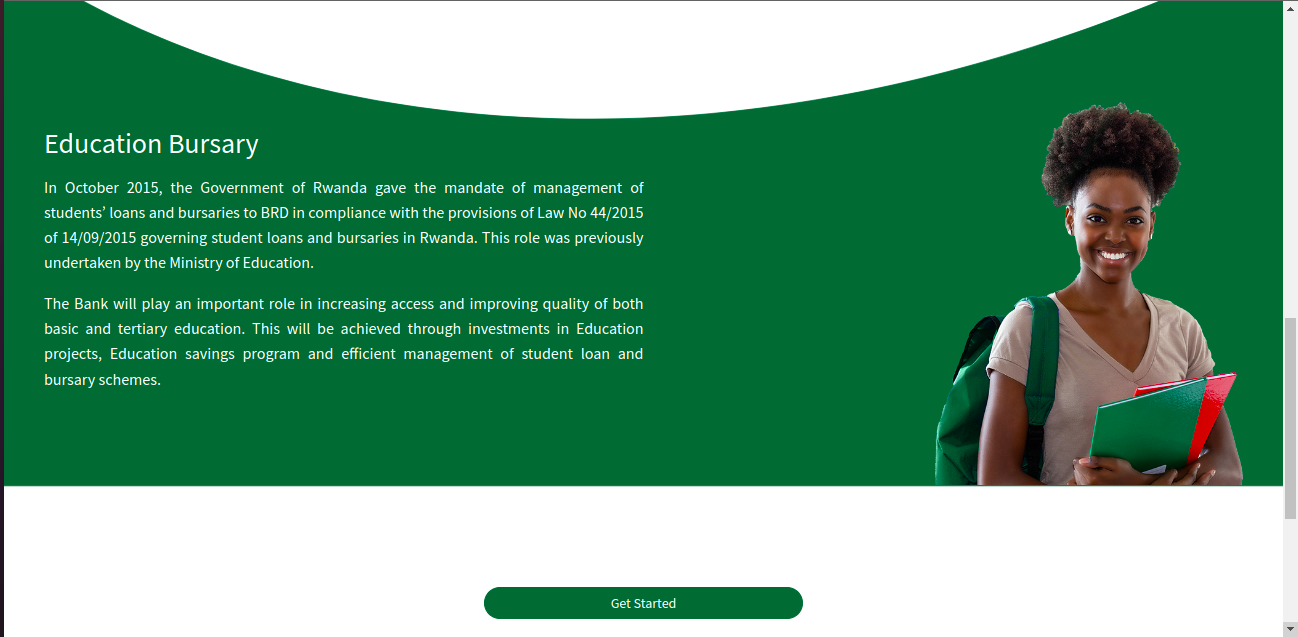 Education Bursary
In October 2015, the Government of Rwanda gave the mandate of management of
students’ loans and bursaries to BRD in compliance with the provisions of Law No 44/2015
of 14/09/2015 governing student loans and bursaries in Rwanda. This role was previously
undertaken by the Ministry of Education.
The Bank will play an important role in increasing access and improving quality of both
basic and tertiary education. This will be achieved through investments in Education
projects, Education savings program and efficient management of student loan and
bursary schemes.
Get Started